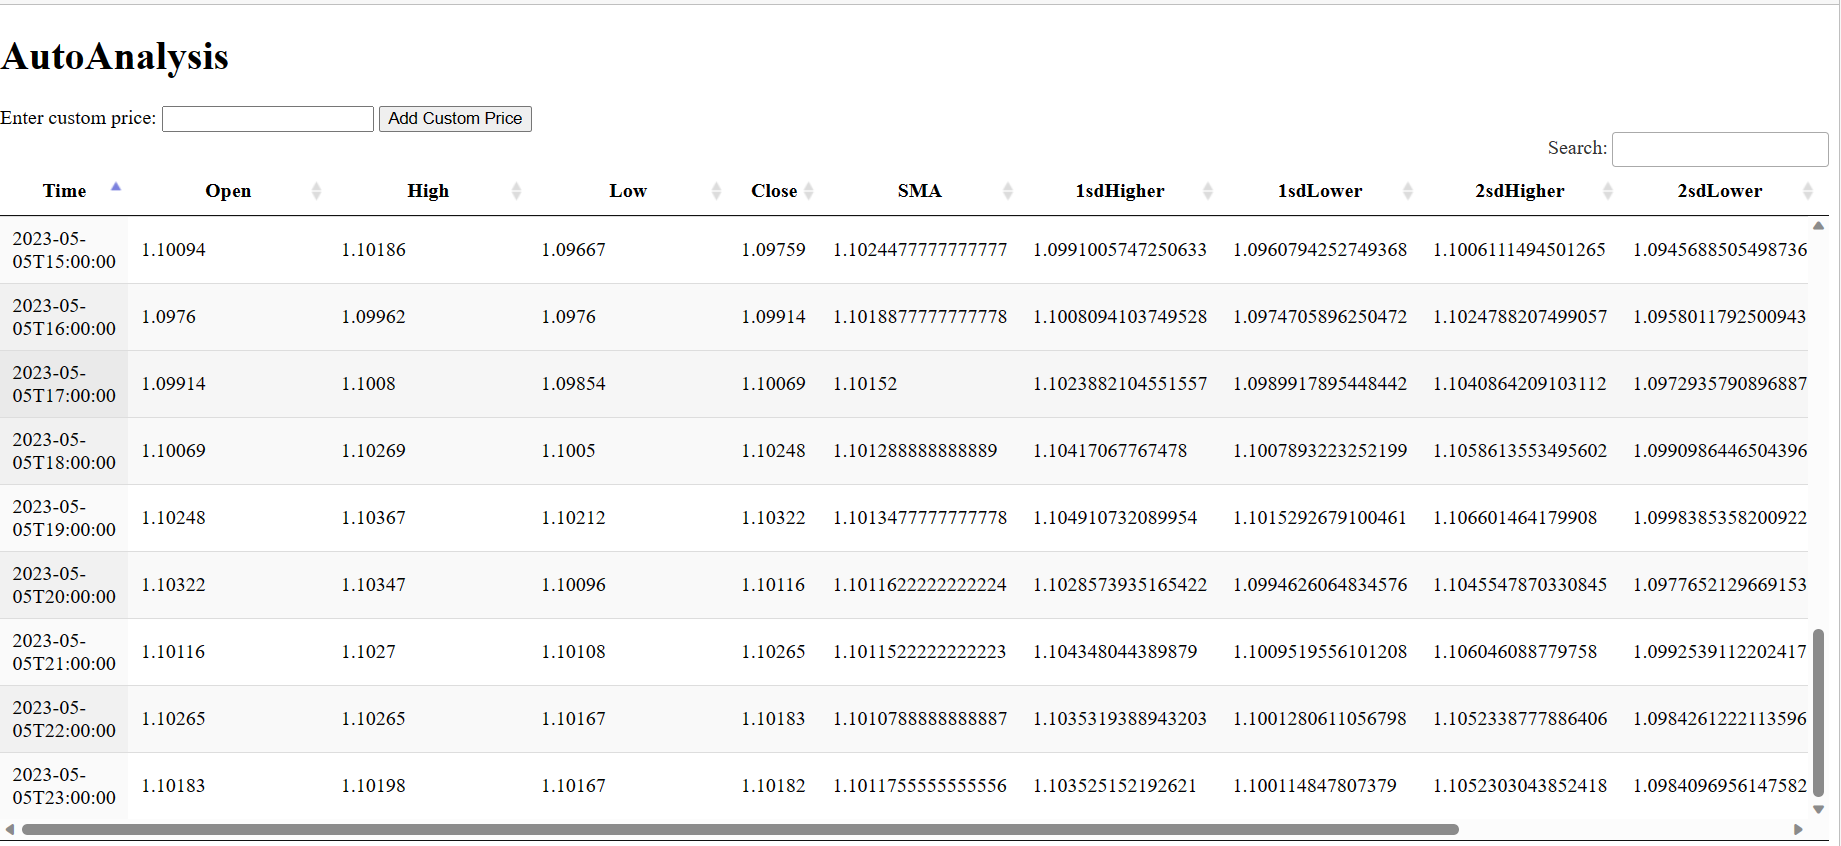 AutoAnalysis
Enter custom price: Add Custom Price
Search:
Time Open High Low Close SMA 1sdHigher 1sdLower 2sdHigher 2sdLower
2023-05-
05T15:00:00 1.10094 1.10186 1.09667 1.09759 1.1024477777777777 1.0991005747250633 1.0960794252749368 1.1006111494501265 1.0945688505498736
2023-05-
05T16:00:00 1.0976 1.09962 1.0976 1.09914 1.1018877777777778 1.1008094103749528 1.0974705896250472 1.1024788207499057 1.0958011792500943
2023-05-
05T17:00:00 1.09914 1.1008 1.09854 1.10069 1.10152 1.1023882104551557 1.0989917895448442 1.1040864209103112 1.0972935790896887
2023-05-
05T18:00:00 1.10069 1.10269 1.1005 1.10248 1.101288888888889 1.10417067767478 1.1007893223252199 1.1058613553495602 1.0990986446504396
2023-05-
05T19:00:00 1.10248 1.10367 1.10212 1.10322 1.1013477777777778 1.104910732089954 1.1015292679100461 1.106601464179908 1.0998385358200922
2023-05-
05T20:00:00 1.10322 1.10347 1.10096 1.10116 1.1011622222222224 1.1028573935165422 1.0994626064834576 1.1045547870330845 1.0977652129669153
2023-05-
05T21:00:00 1.10116 1.1027 1.10108 1.10265 1.1011522222222223 1.104348044389879 1.1009519556101208 1.106046088779758 1.0992539112202417
2023-05-
05T22:00:00 1.10265 1.10265 1.10167 1.10183 1.1010788888888887 1.1035319388943203 1.1001280611056798 1.1052338777886406 1.0984261222113596
2023-05-
05T23:00:00 1.10183 1.10198 1.10167 1.10182 1.1011755555555556 1.103525152192621 1.100114847807379 1.1052303043852418 1.0984096956147582